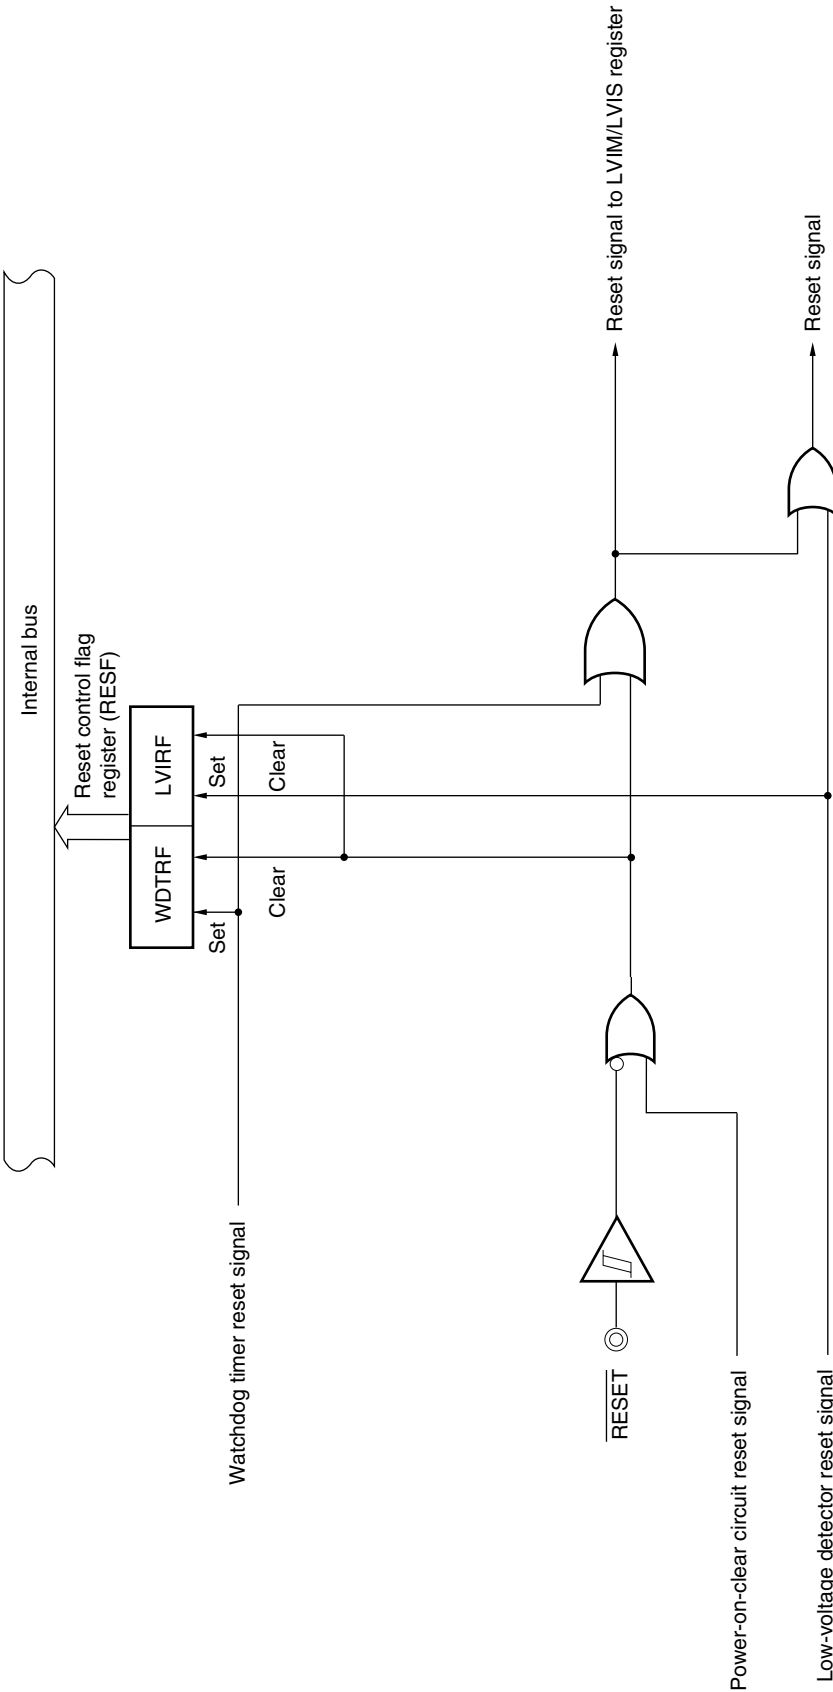 Internal bus
Reset control flag
register (RESF)
WDTRF
LVIRF
Set
Clear
Set
Clear
Watchdog timer reset signal
RESET
Power-on-clear circuit reset signal
Low-voltage detector reset signal
Reset signal to LVIM/LVIS register
Reset signal